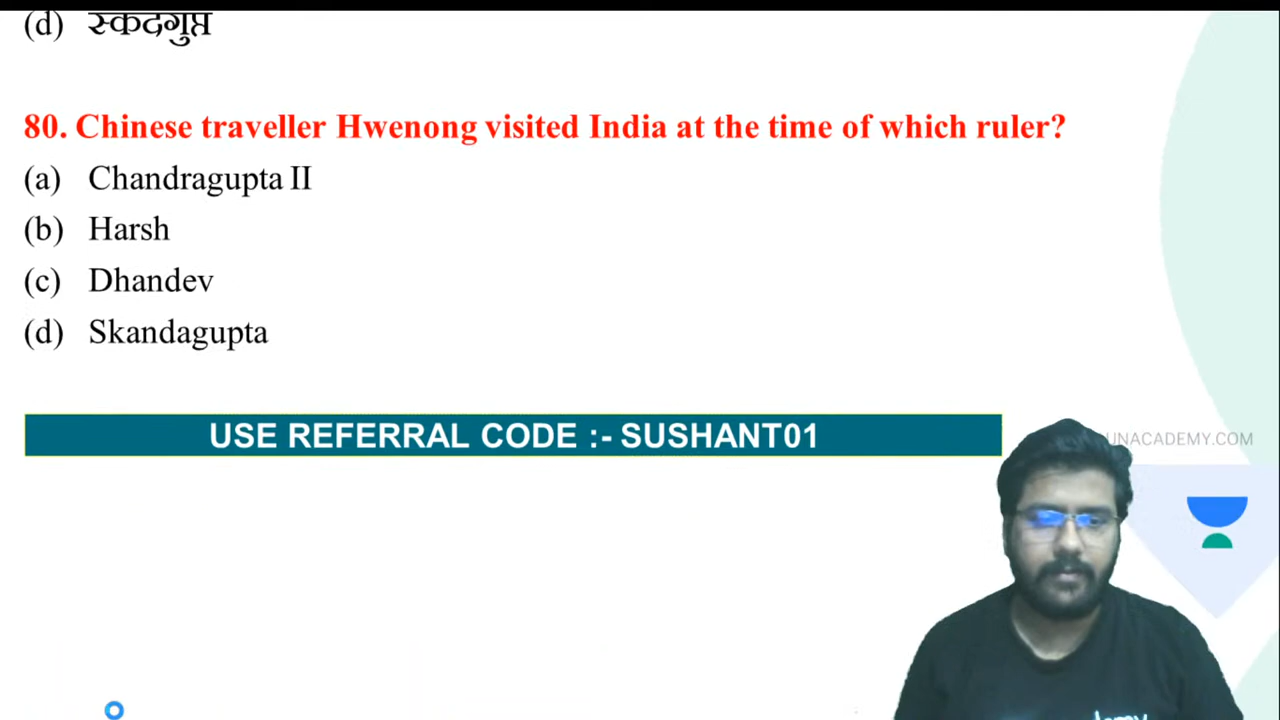 (d) स्कदगुप्त
80. Chinese traveller Hwenong visited India at the time of which ruler?
(a) Chandragupta II
(b) Harsh
(c) Dhandev
(d) Skandagupta
USE REFERRAL CODE :- SUSHANT01
UNACADEMY.COM